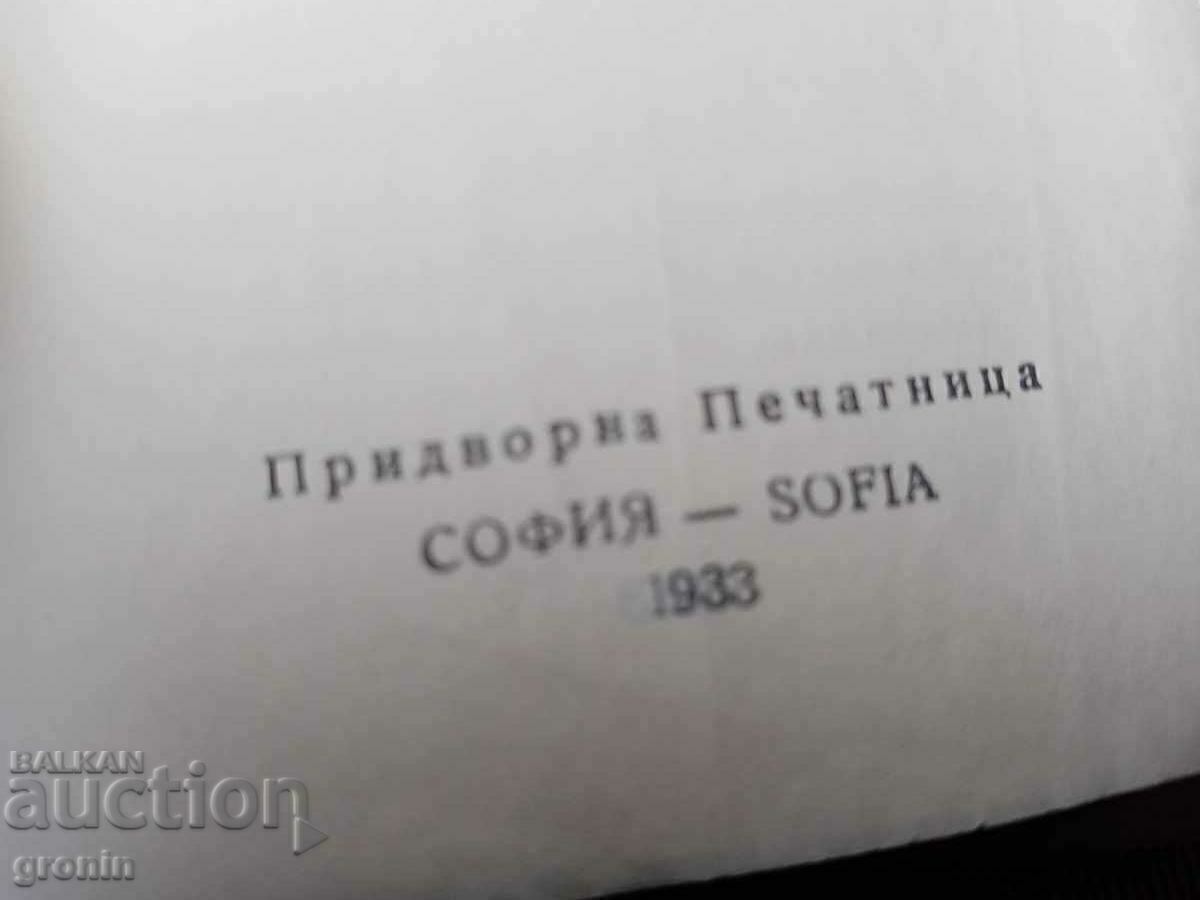 Придворна Печатница
СОФИЯ — SOFIA
1933
BALKAN
auction
gronin